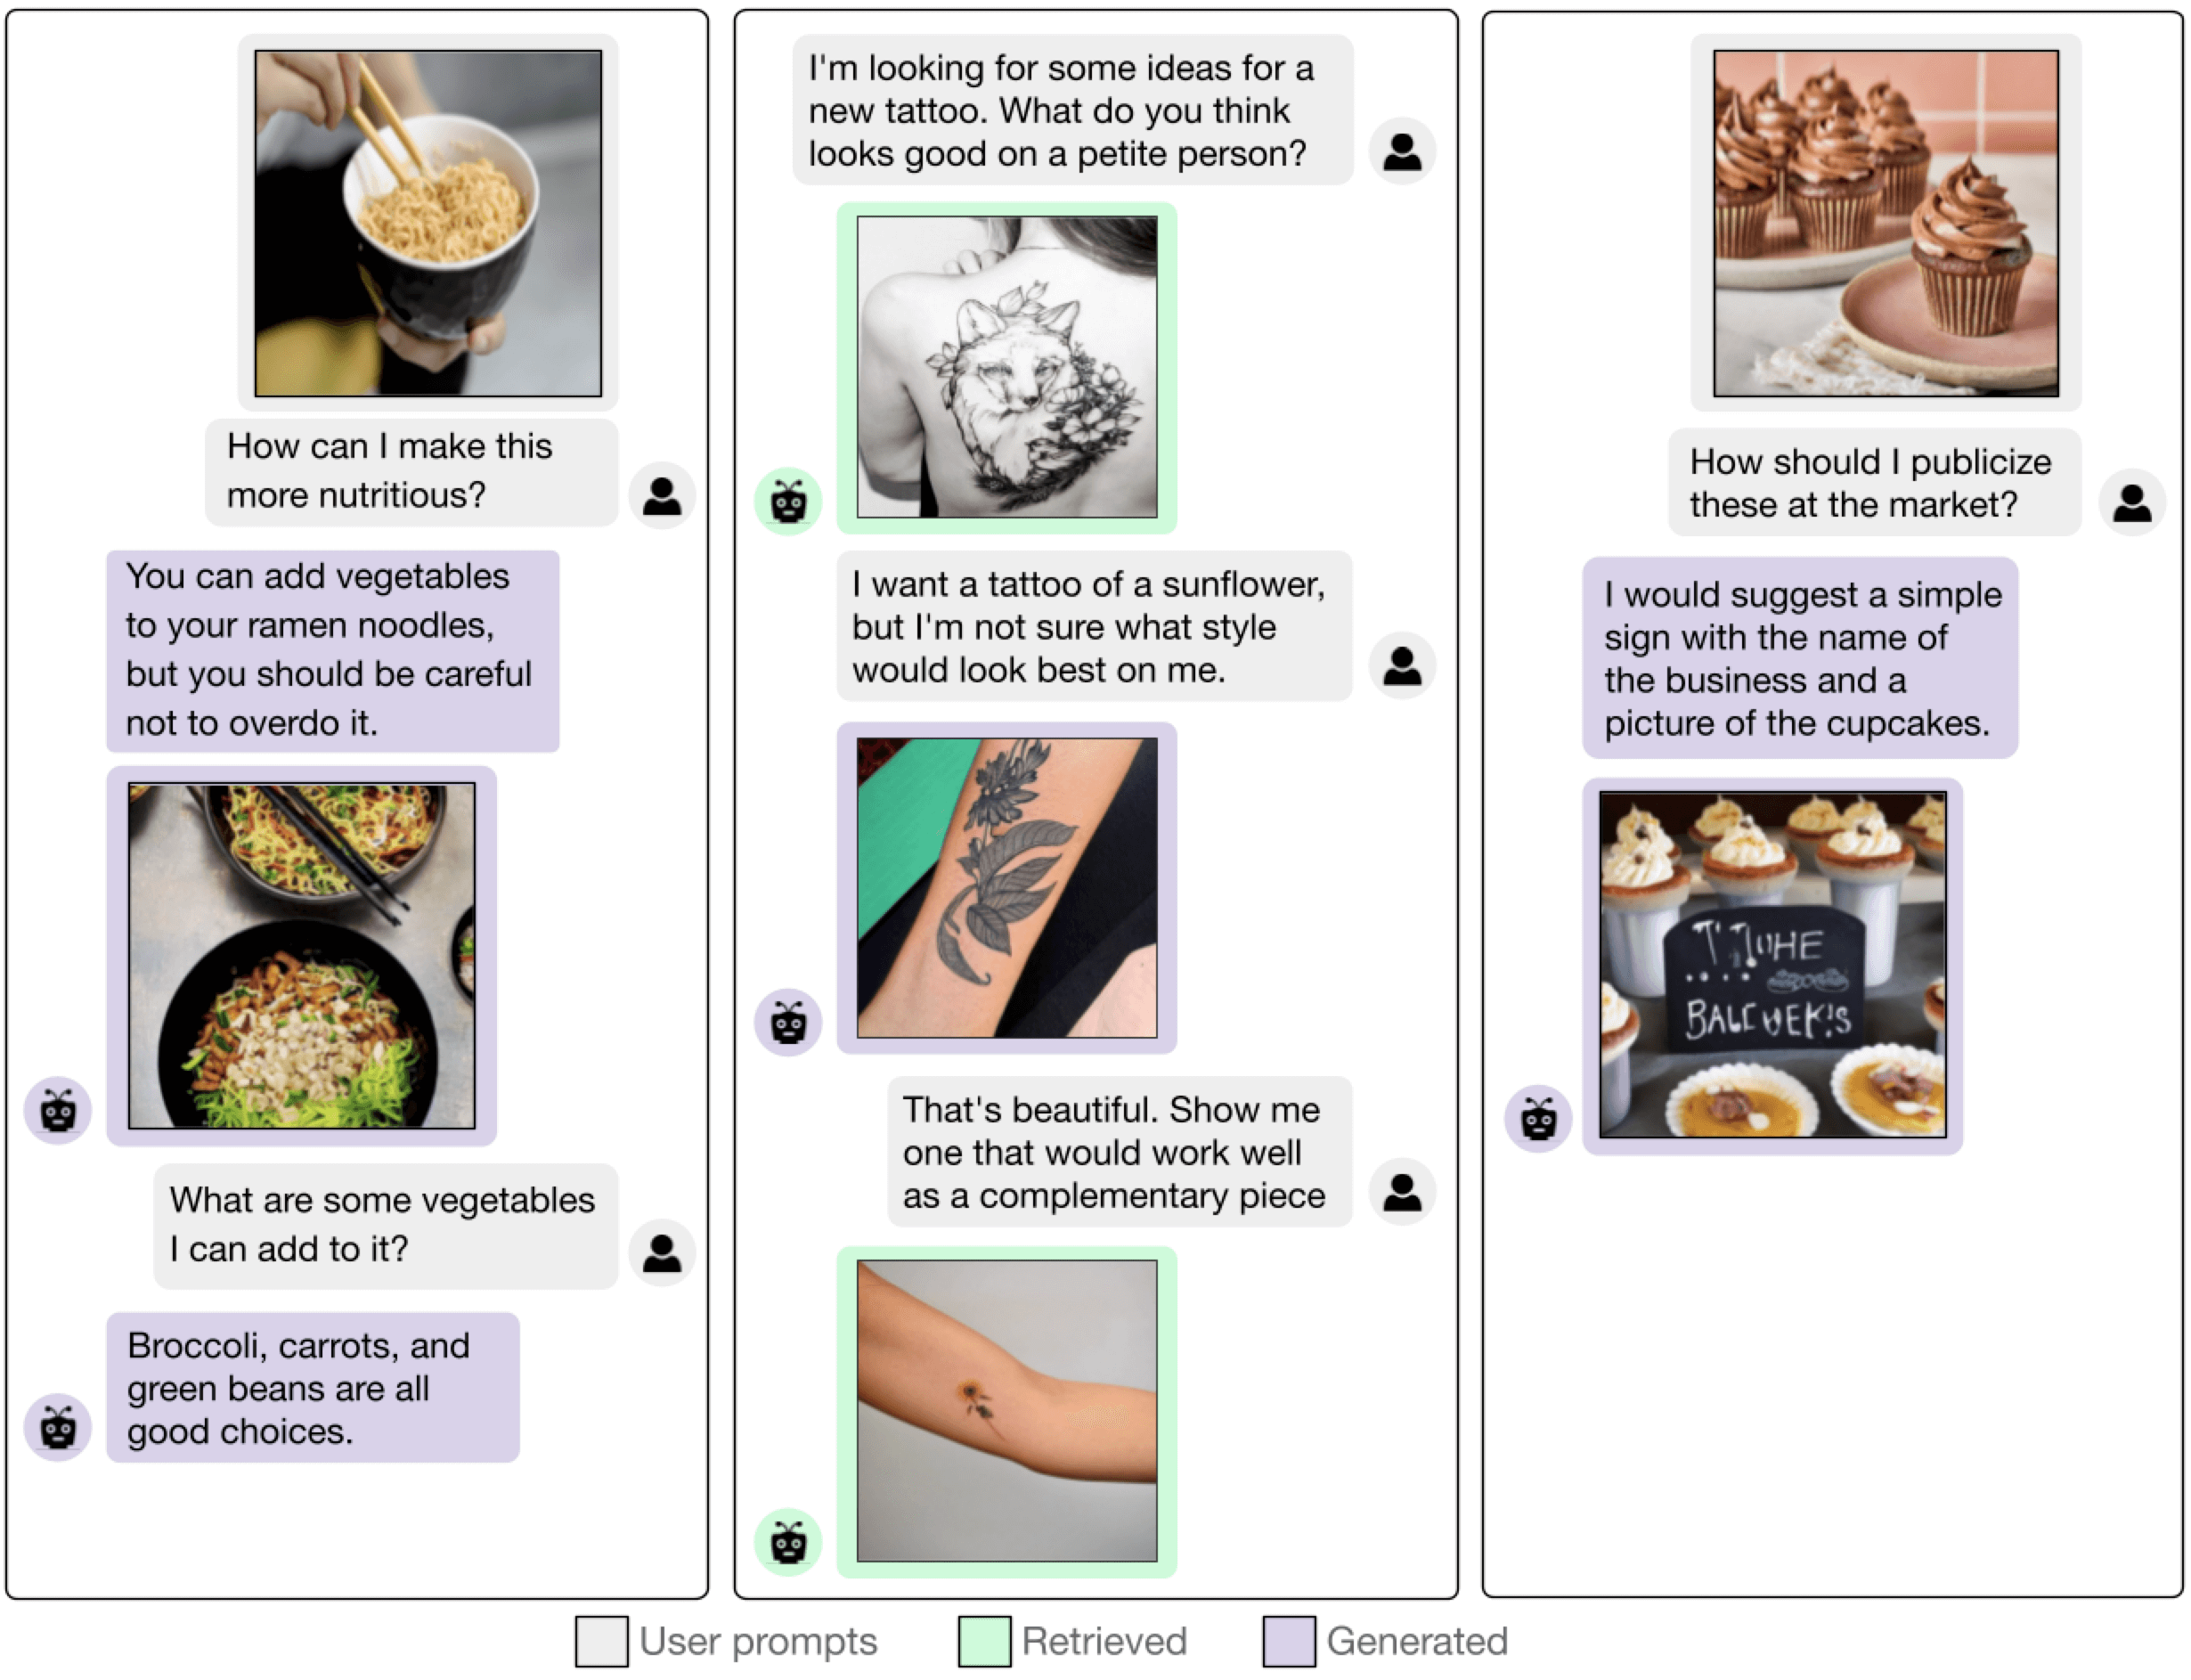 How can I make this
more nutritious?
You can add vegetables
to your ramen noodles,
but you should be careful
not to overdo it.
What are some vegetables
I can add to it?
Broccoli, carrots, and
green beans are all
good choices.
I'm looking for some ideas for a
new tattoo. What do you think
looks good on a petite person?
I want a tattoo of a sunflower,
but I'm not sure what style
would look best on me.
That's beautiful. Show me
one that would work well
as a complementary piece
How should I publicize
these at the market?
I would suggest a simple
sign with the name of
the business and a
picture of the cupcakes.
User prompts
Retrieved
Generated